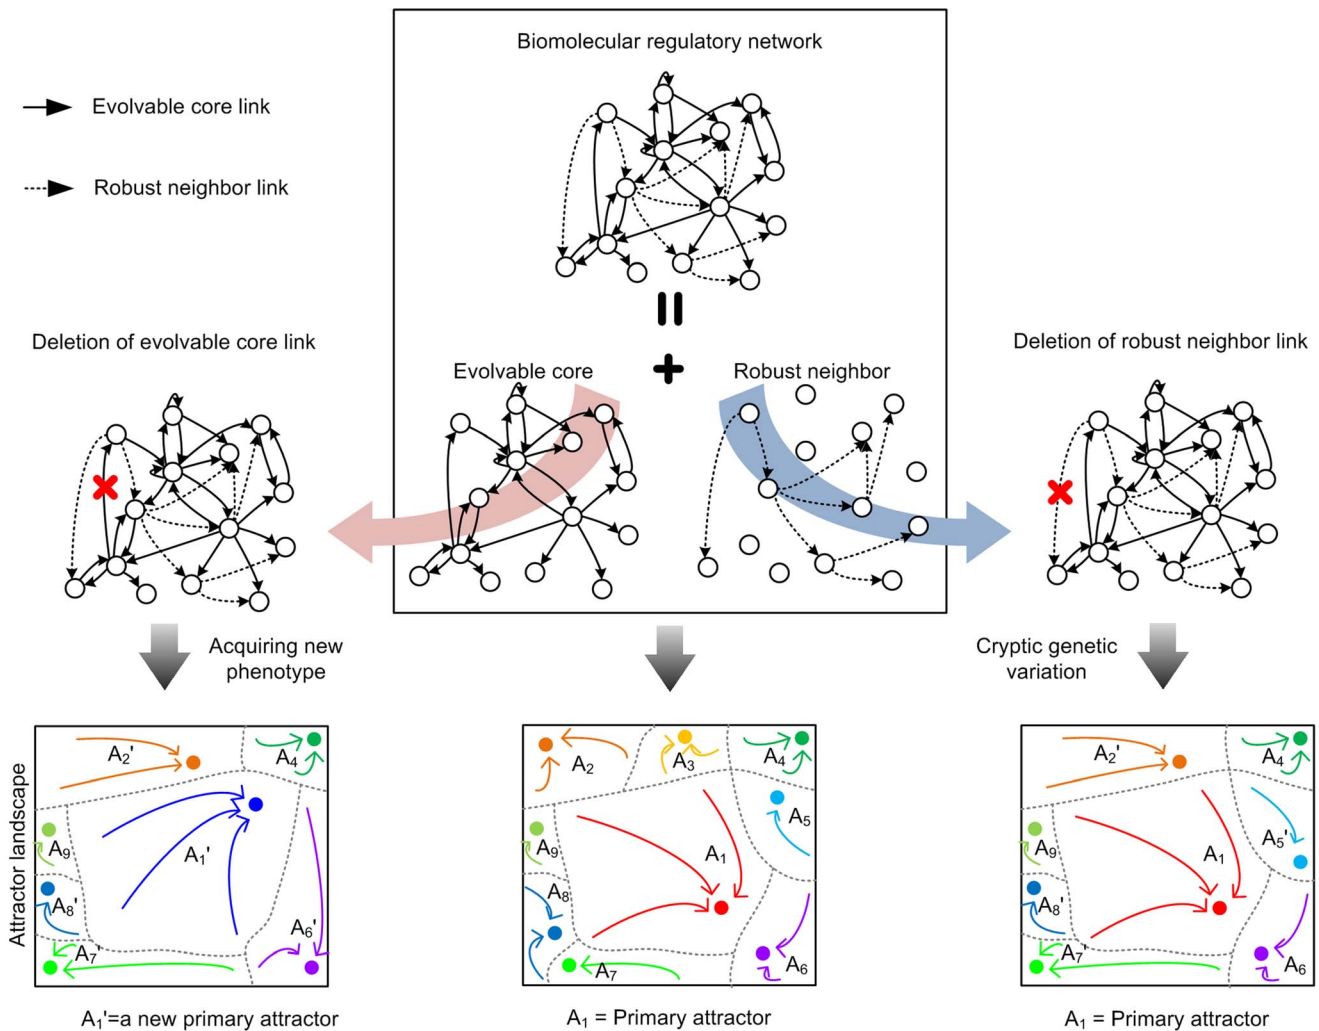 Biomolecular regulatory network
Evolvable core link
Robust neighbor link
Deletion of evolvable core link
Evolvable core
Robust neighbor
Deletion of robust neighbor link
Acquiring new
phenotype
Cryptic genetic
variation
Attractor landscape
A₂'
A₄
A₉
A₁'
A₈'
A₇'
A₆'
A₁'=a new primary attractor
A₂
A₃
A₄
A₅
A₉
A₁
A₈
A₇
A₆
A₁ = Primary attractor
A₂'
A₄
A₅'
A₉
A₁
A₈'
A₇'
A₆
A₁ = Primary attractor